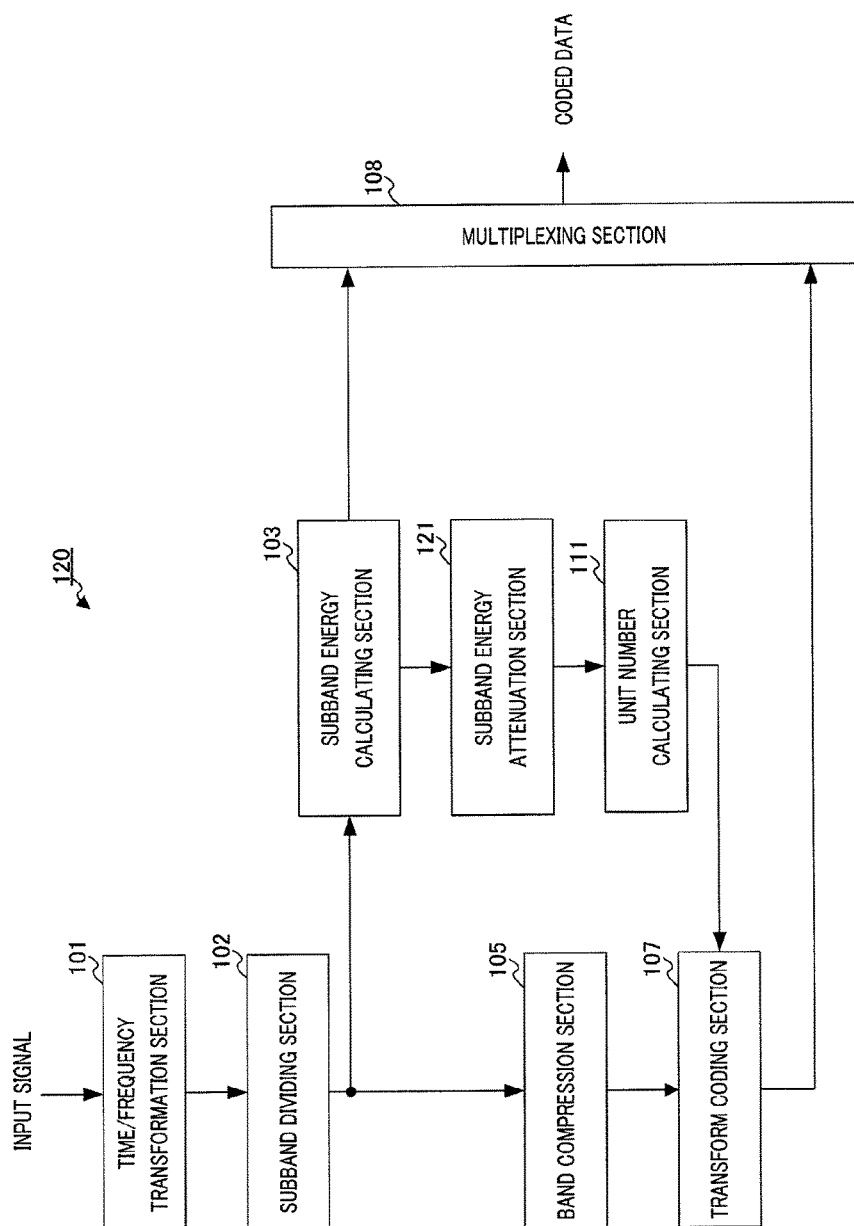 120
INPUT SIGNAL
101
TIME/FREQUENCY
TRANSFORMATION SECTION
102
SUBBAND DIVIDING SECTION
103
SUBBAND ENERGY
CALCULATING SECTION
121
SUBBAND ENERGY
ATTENUATION SECTION
111
UNIT NUMBER
CALCULATING SECTION
105
BAND COMPRESSION SECTION
107
TRANSFORM CODING SECTION
108
MULTIPLEXING SECTION
CODED DATA